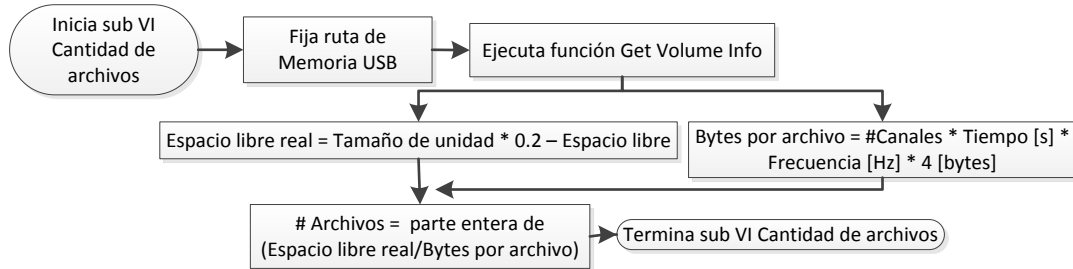 Inicia sub VI
Cantidad de
archivos
Fija ruta de
Memoria USB
Ejecuta función Get Volume Info
Espacio libre real = Tamaño de unidad * 0.2 – Espacio libre
Bytes por archivo = #Canales * Tiempo [s] *
Frecuencia [Hz] * 4 [bytes]
# Archivos =  parte entera de
(Espacio libre real/Bytes por archivo)
Termina sub VI Cantidad de archivos